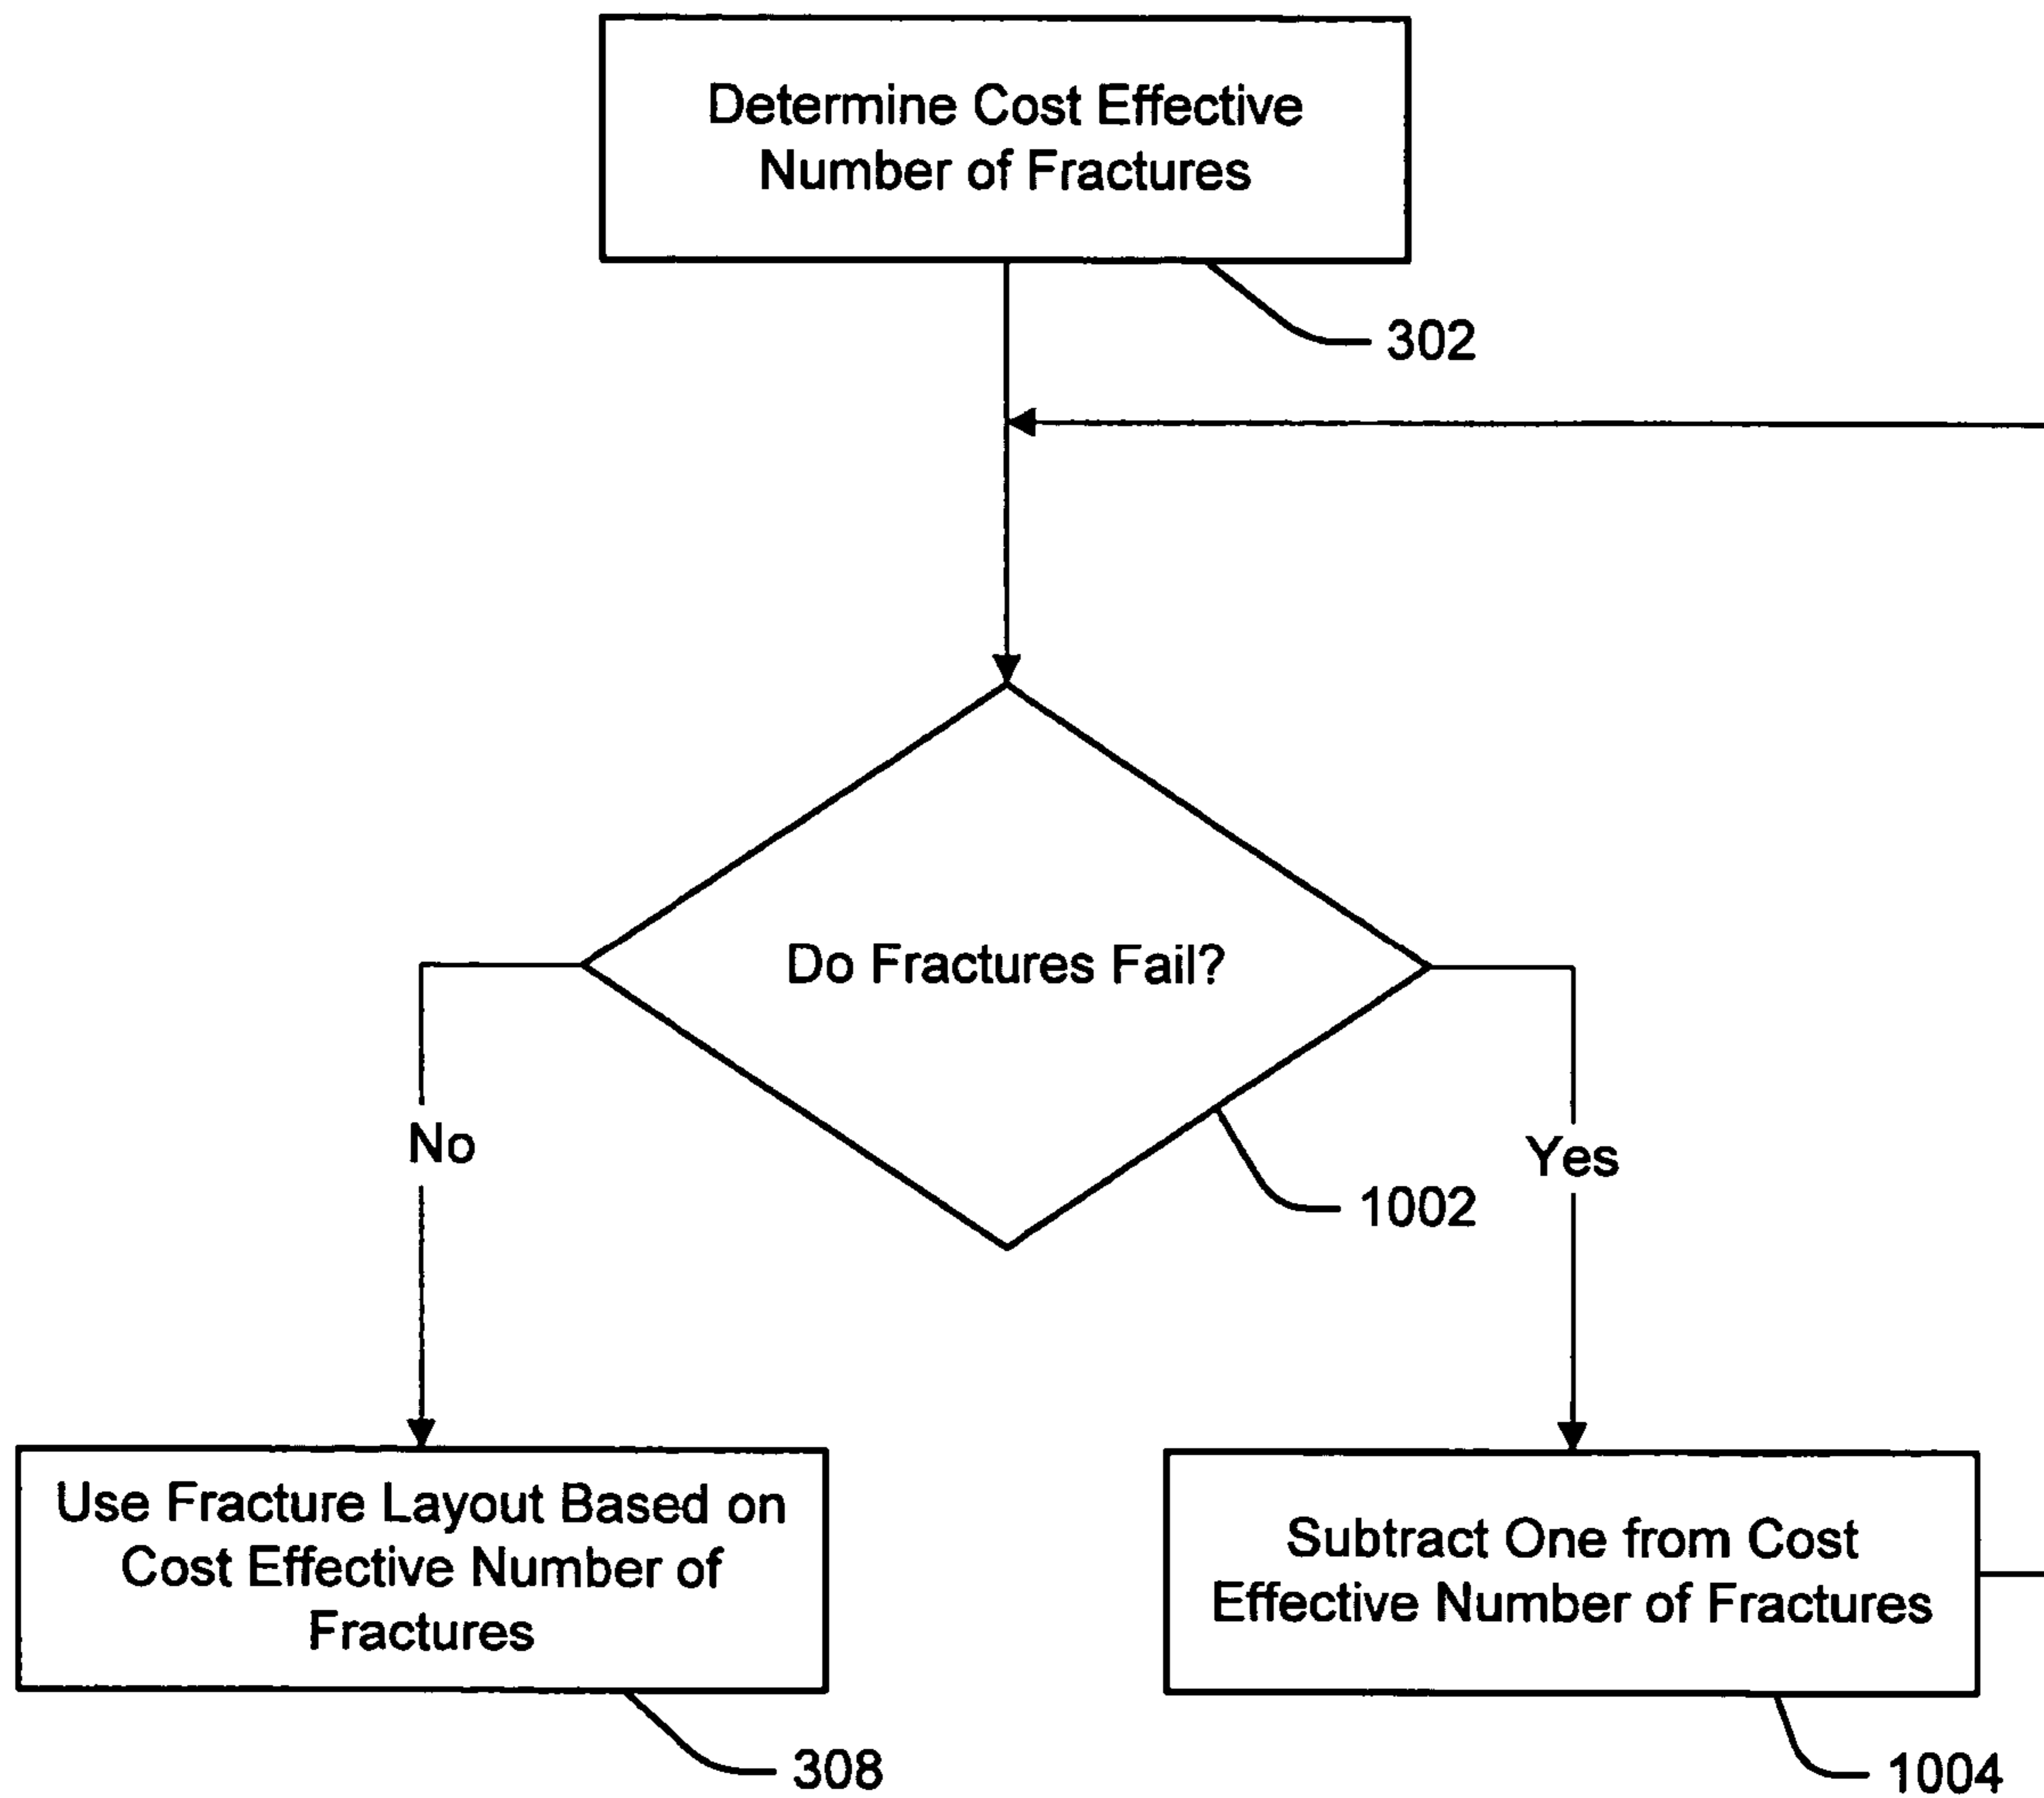 Determine Cost Effective
Number of Fractures
302
Do Fractures Fail?
No
Yes
1002
Use Fracture Layout Based on
Cost Effective Number of
Fractures
308
Subtract One from Cost
Effective Number of Fractures
1004